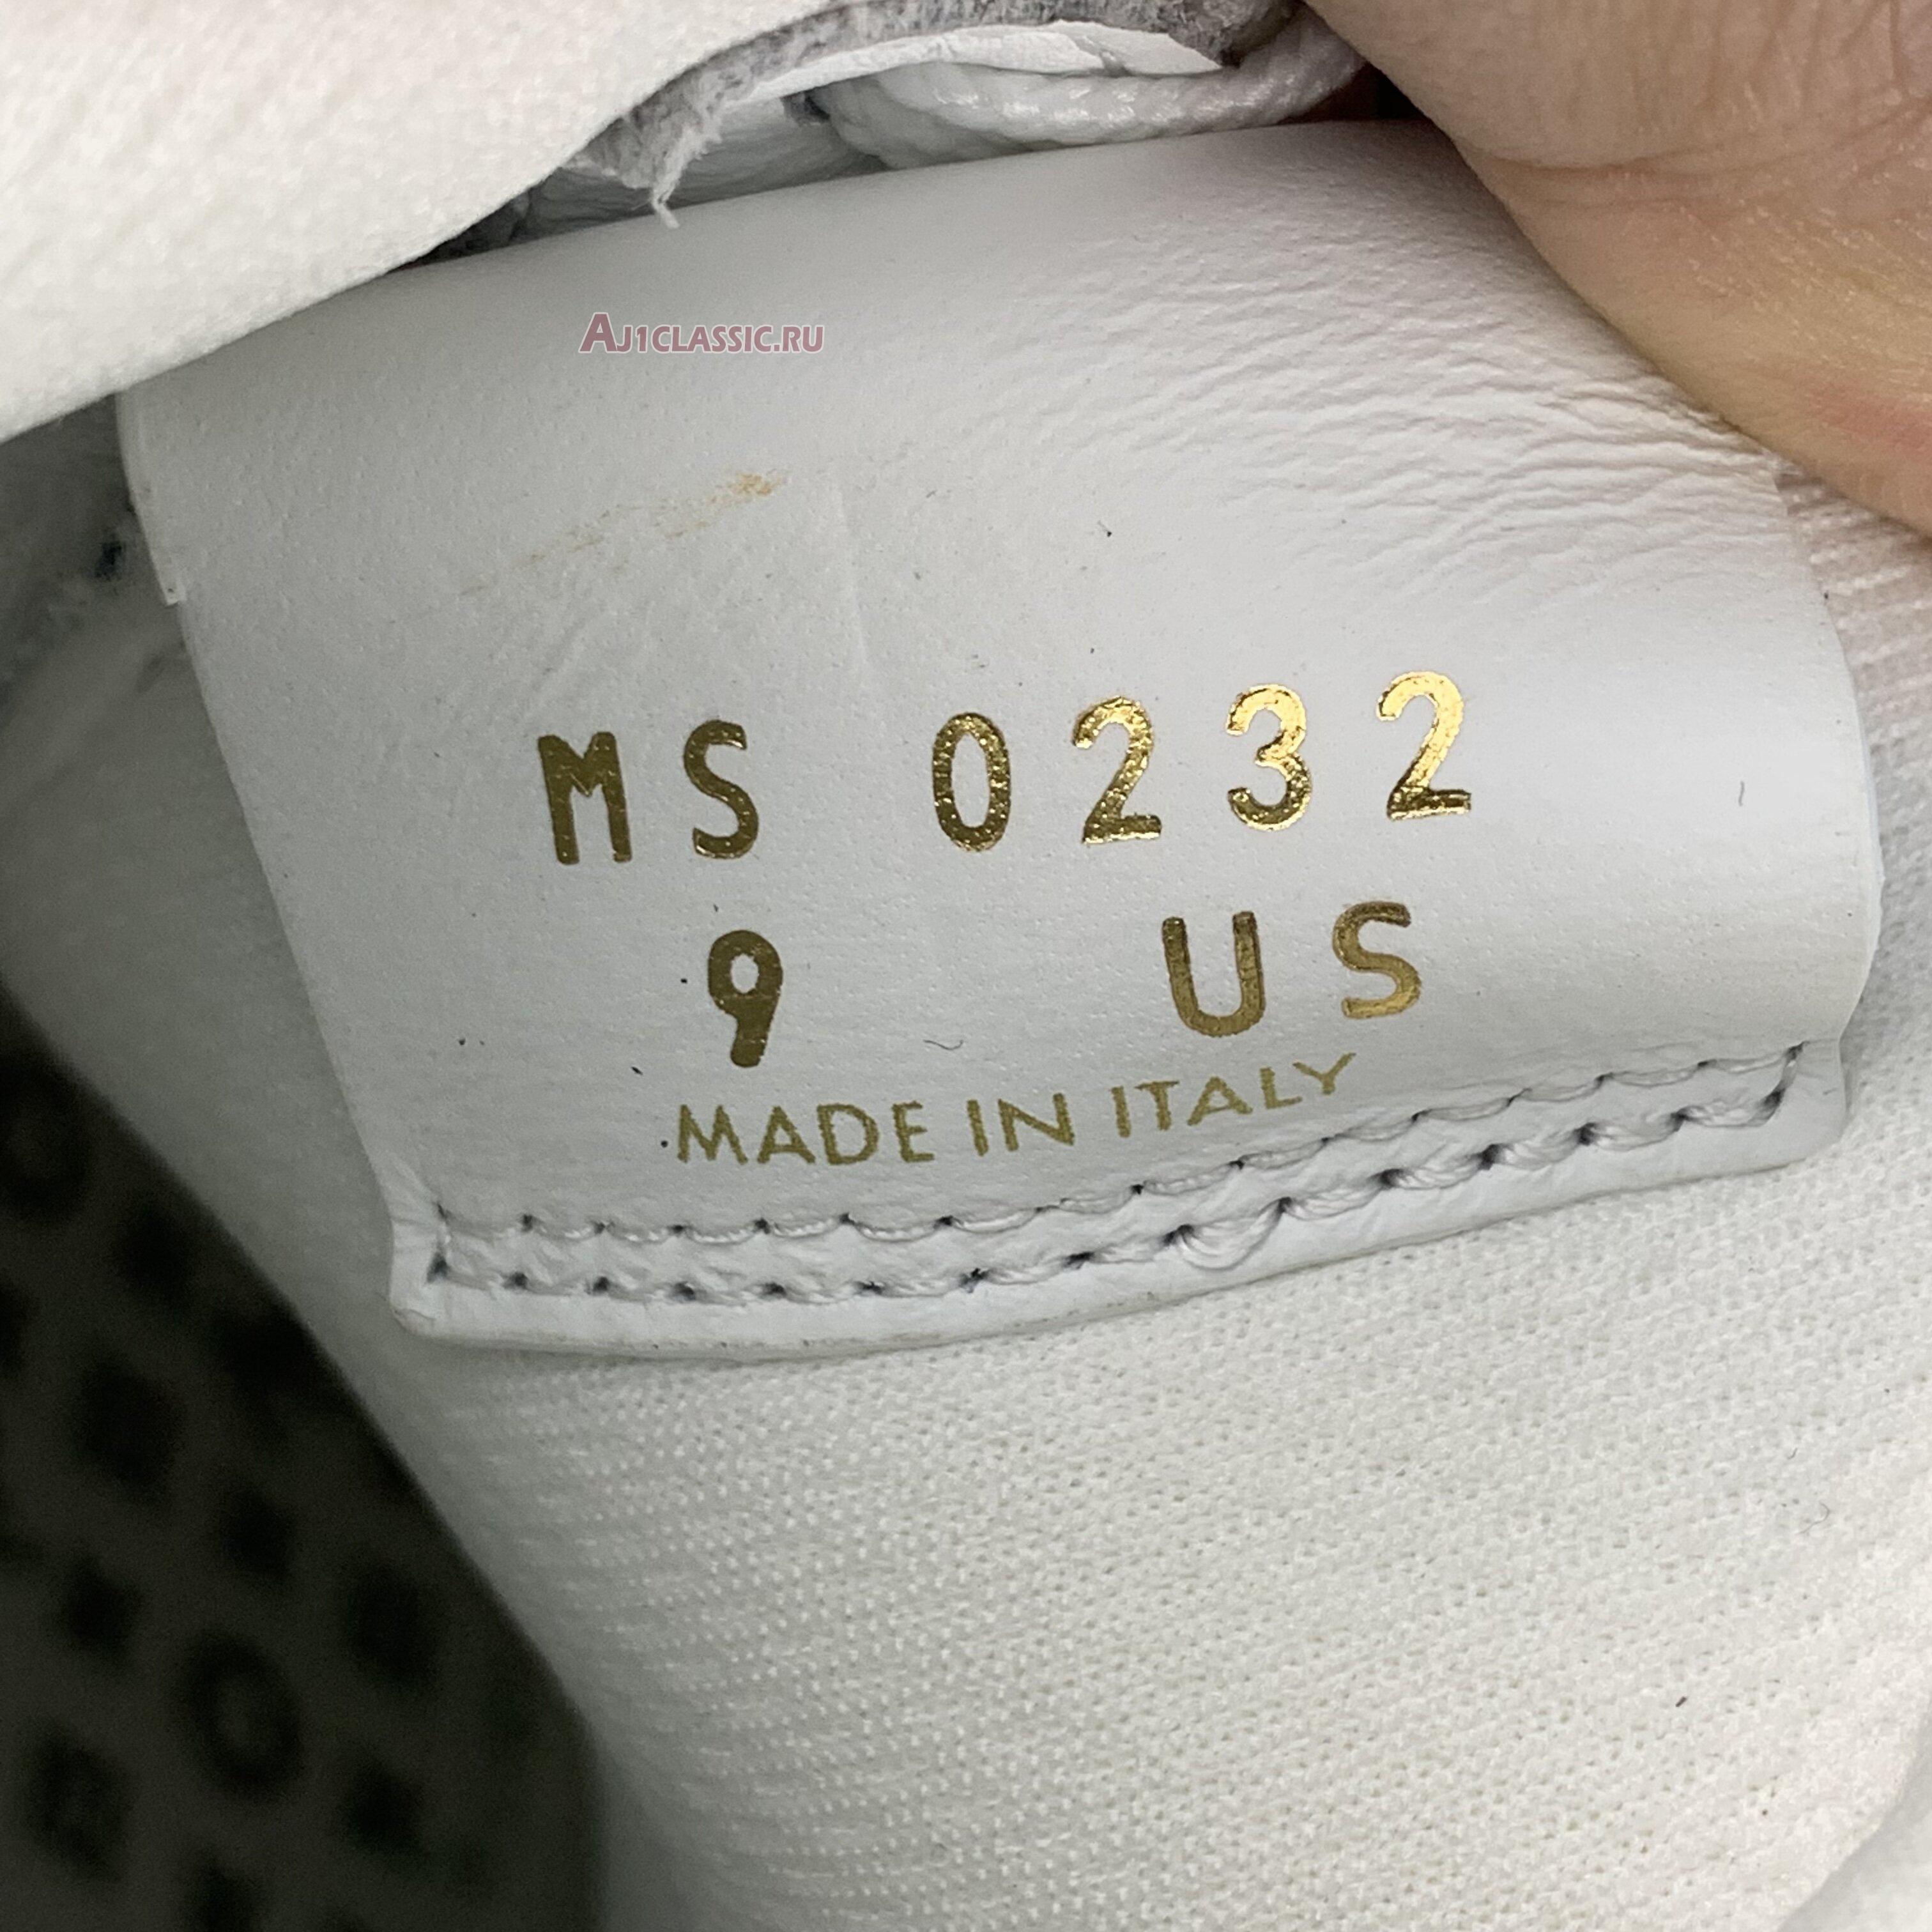 AJ1CLASSIC.RU
MS 0232
9 US
MADE IN ITALY